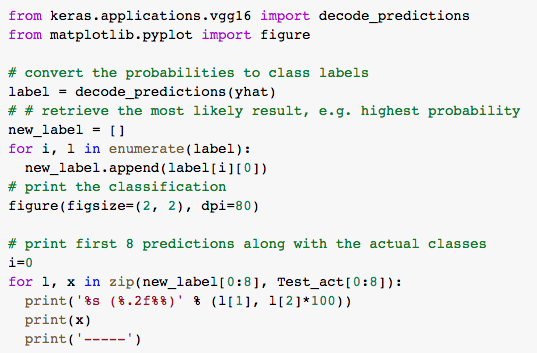 from keras.applications.vgg16 import decode_predictions
from matplotlib.pyplot import figure

# convert the probabilities to class labels
label = decode_predictions(yhat)
# # retrieve the most likely result, e.g. highest probability
new_label = []
for i, l in enumerate(label):
  new_label.append(label[i][0])
# print the classification
figure(figsize=(2, 2), dpi=80)

# print first 8 predictions along with the actual classes
i=0
for l, x in zip(new_label[0:8], Test_act[0:8]):
  print('%s (%.2f%%)' % (l[1], l[2]*100))
  print(x)
  print('-----')